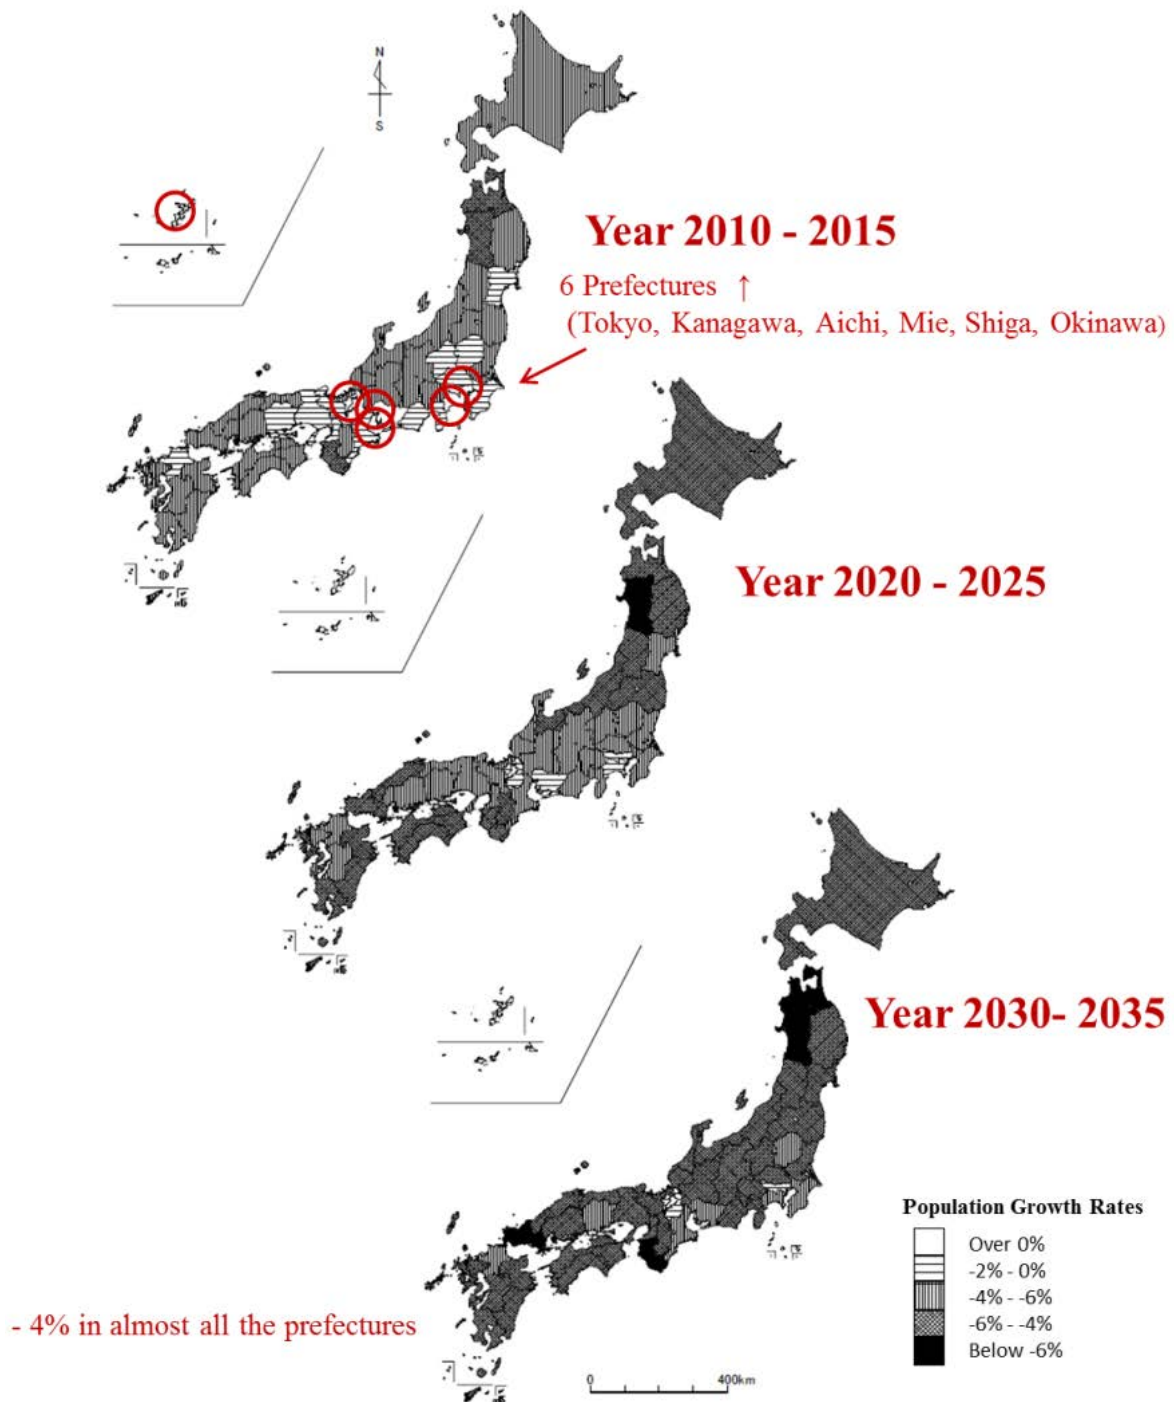 N
S
Year 2010 - 2015
6 Prefectures ↑
(Tokyo, Kanagawa, Aichi, Mie, Shiga, Okinawa)
Year 2020 - 2025
Year 2030- 2035
Population Growth Rates
Over 0%
-2% - 0%
-4% - -6%
-6% - -4%
Below -6%
- 4% in almost all the prefectures
0 400km